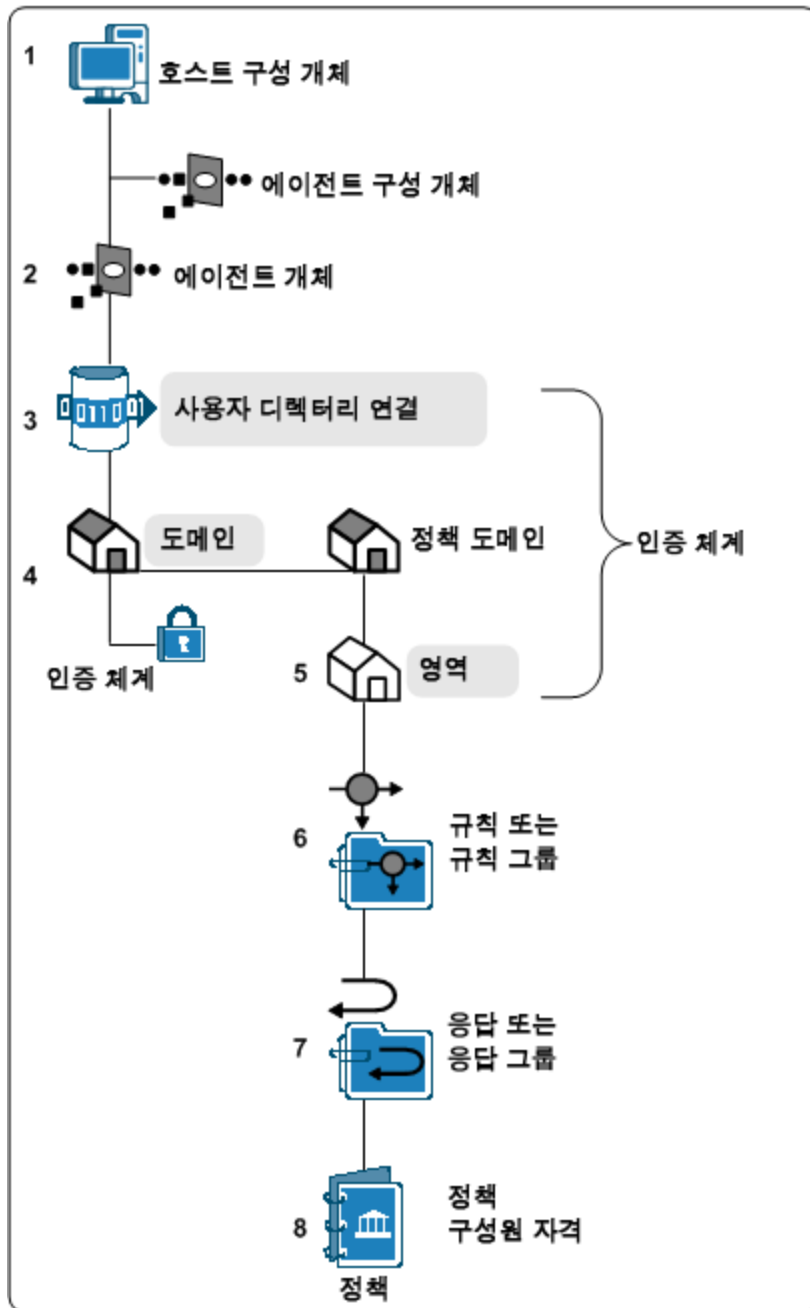 1
호스트 구성 개체
에이전트 구성 개체
2
에이전트 개체
3
사용자 디렉터리 연결
도메인
정책 도메인
인증 체계
4
인증 체계
5
영역
6
규칙 또는
규칙 그룹
7
응답 또는
응답 그룹
8
정책
구성원 자격
정책